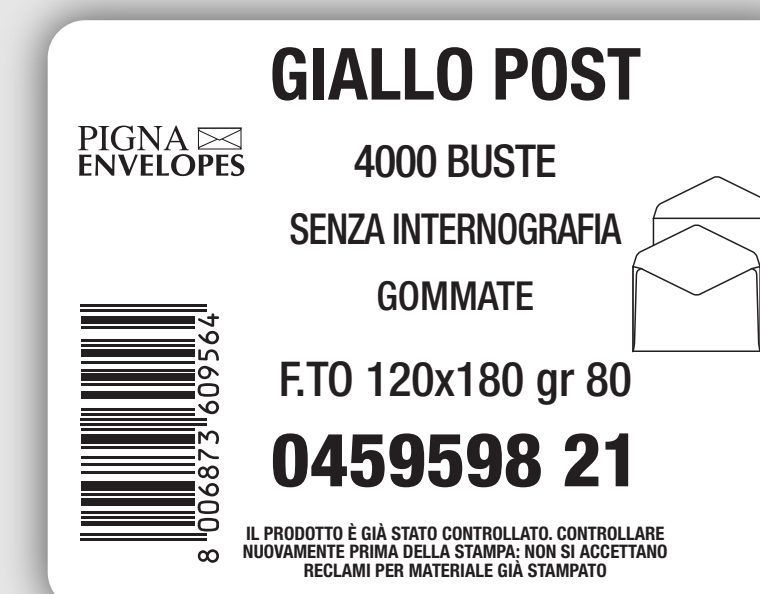 GIALLO POST
PIGNA
ENVELOPES
4000 BUSTE
SENZA INTERNOGRAFIA
GOMMATE
F.TO 120x180 gr 80
0459598 21
8 006873 609564
IL PRODOTTO È GIÀ STATO CONTROLLATO. CONTROLLARE
NUOVAMENTE PRIMA DELLA STAMPA: NON SI ACCETTANO
RECLAMI PER MATERIALE GIÀ STAMPATO